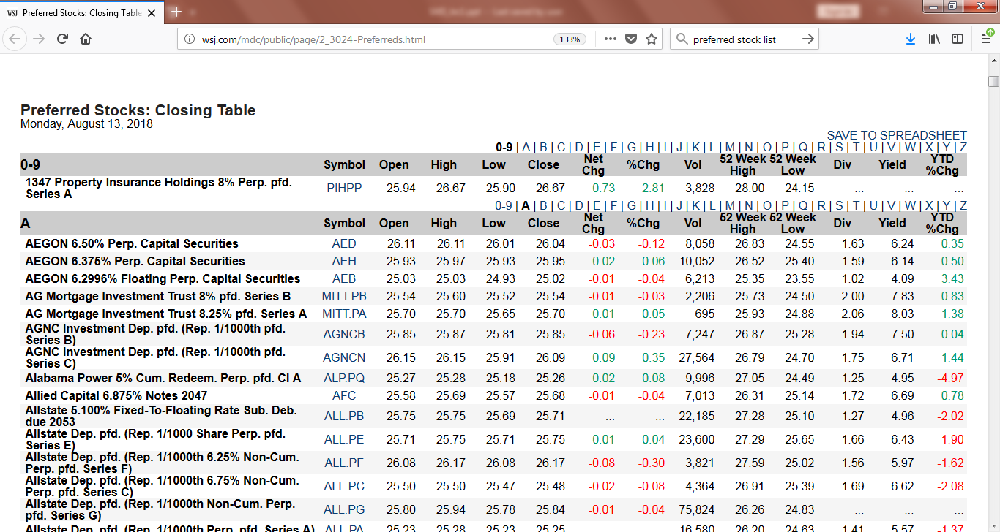 WSJ Preferred Stocks: Closing Table
wsj.com/mdc/public/page/2_3024-Preferreds.html 133% preferred stock list
Preferred Stocks: Closing Table
Monday, August 13, 2018
SAVE TO SPREADSHEET
0-9 | A | B | C | D | E | F | G | H | I | J | K | L | M | N | O | P | Q | R | S | T | U | V | W | X | Y | Z
0-9 Symbol Open High Low Close Net Chg %Chg Vol 52 Week High 52 Week Low Div Yield YTD %Chg
1347 Property Insurance Holdings 8% Perp. pfd. Series A PIHPP 25.94 26.67 25.90 26.67 0.73 2.81 3,828 28.00 24.15 ... ... ...
0-9 | A | B | C | D | E | F | G | H | I | J | K | L | M | N | O | P | Q | R | S | T | U | V | W | X | Y | Z
A Symbol Open High Low Close Net Chg %Chg Vol 52 Week High 52 Week Low Div Yield YTD %Chg
AEGON 6.50% Perp. Capital Securities AED 26.11 26.11 26.01 26.04 -0.03 -0.12 8,058 26.83 24.55 1.63 6.24 0.35
AEGON 6.375% Perp. Capital Securities AEH 25.93 25.97 25.93 25.95 0.02 0.06 10,052 26.52 25.40 1.59 6.14 0.50
AEGON 6.2996% Floating Perp. Capital Securities AEB 25.03 25.03 24.93 25.02 -0.01 -0.04 6,213 25.35 23.55 1.02 4.09 3.43
AG Mortgage Investment Trust 8% pfd. Series B MITT.PB 25.54 25.60 25.52 25.54 -0.01 -0.03 2,206 25.73 24.50 2.00 7.83 0.83
AG Mortgage Investment Trust 8.25% pfd. Series A MITT.PA 25.70 25.70 25.65 25.70 0.01 0.05 695 25.93 24.88 2.06 8.03 1.38
AGNC Investment Dep. pfd. (Rep. 1/1000th pfd. Series B) AGNCB 25.85 25.87 25.81 25.85 -0.06 -0.23 7,247 26.87 25.28 1.94 7.50 0.04
AGNC Investment Dep. pfd. (Rep. 1/1000th pfd. Series C) AGNCN 26.15 26.15 25.91 26.09 0.09 0.35 27,564 26.79 24.70 1.75 6.71 1.44
Alabama Power 5% Cum. Redeem. Perp. pfd. Cl A ALP.PQ 25.27 25.28 25.18 25.26 0.02 0.08 9,996 27.05 24.49 1.25 4.95 -4.97
Allied Capital 6.875% Notes 2047 AFC 25.58 25.69 25.57 25.68 -0.01 -0.04 7,013 26.31 25.14 1.72 6.69 0.78
Allstate 5.100% Fixed-To-Floating Rate Sub. Deb. due 2053 ALL.PB 25.75 25.75 25.69 25.71 ... ... 22,185 27.28 25.10 1.27 4.96 -2.02
Allstate Dep. pfd. (Rep. 1/1000 Share Perp. pfd. Series E) ALL.PE 25.71 25.75 25.71 25.75 0.01 0.04 23,600 27.29 25.65 1.66 6.43 -1.90
Allstate Dep. pfd. (Rep. 1/1000th 6.25% Non-Cum. Perp. pfd. Series F) ALL.PF 26.08 26.17 26.08 26.17 -0.08 -0.30 3,821 27.59 25.02 1.56 5.97 -1.62
Allstate Dep. pfd. (Rep. 1/1000th 6.75% Non-Cum. Perp. pfd. Series C) ALL.PC 25.50 25.50 25.47 25.48 -0.02 -0.08 4,364 26.91 25.39 1.69 6.62 -2.08
Allstate Dep. pfd. (Rep. 1/1000th Non-Cum. Perp. pfd. Series G) ALL.PG 25.80 25.94 25.78 25.84 -0.01 -0.04 75,824 26.26 24.83 ... ... ...
Allstate Dep. pfd. (Rep. 1/1000th Perp. pfd. Series A) ALL.PA 25.23 25.28 25.23 25.25 16,580 26.20 24.63 1.41 5.57 -1.37